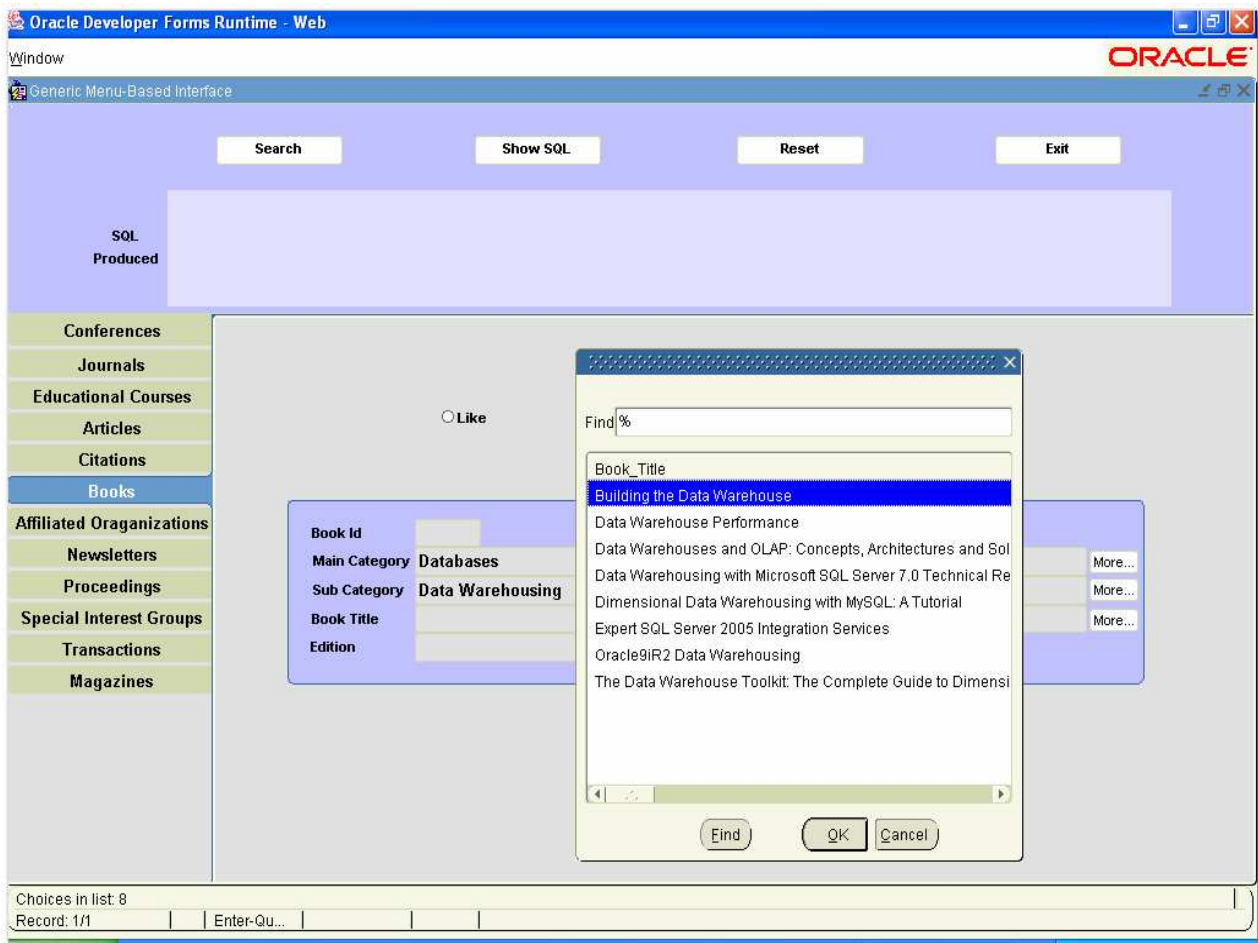 Oracle Developer Forms Runtime - Web
Window
ORACLE
Generic Menu-Based Interface
Search Show SQL Reset Exit
SQL
Produced
Conferences
Journals
Educational Courses
Articles
Citations
Books
Affiliated Oraganizations
Newsletters
Proceedings
Special Interest Groups
Transactions
Magazines
Like
Book Id
Main Category Databases More...
Sub Category Data Warehousing More...
Book Title More...
Edition
Find %
Book_Title
Building the Data Warehouse
Data Warehouse Performance
Data Warehouses and OLAP: Concepts, Architectures and Sol
Data Warehousing with Microsoft SQL Server 7.0 Technical Re
Dimensional Data Warehousing with MySQL: A Tutorial
Expert SQL Server 2005 Integration Services
Oracle9iR2 Data Warehousing
The Data Warehouse Toolkit: The Complete Guide to Dimensi
Find OK Cancel
Choices in list: 8
Record: 1/1 Enter-Qu...